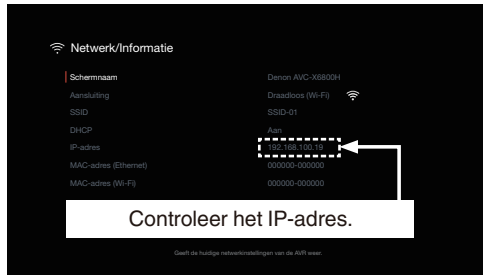 Netwerk/Informatie
Schermnaam Denon AVC-X6800H
Aansluiting Draadloos (Wi-Fi)
SSID SSID-01
DHCP Aan
IP-adres 192.168.100.19
MAC-adres (Ethernet) 000000-000000
MAC-adres (Wi-Fi) 000000-000000
Controleer het IP-adres.
Geeft de huidige netwerkinstellingen van de AVR weer.